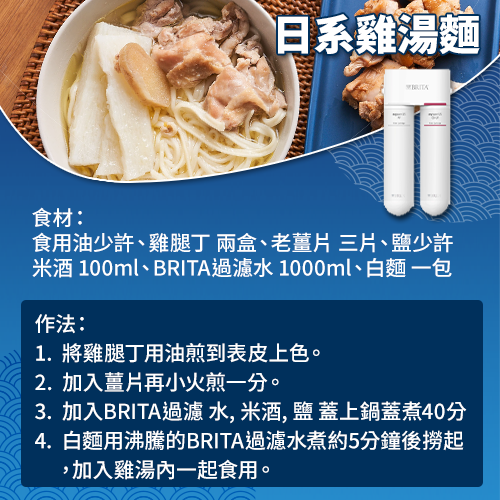 日系雞湯麵
BRITA
食材：
食用油少許、雞腿丁 兩盒、老薑片 三片、鹽少許
米酒 100ml、BRITA過濾水 1000ml、白麵 一包
作法：
1. 將雞腿丁用油煎到表皮上色。
2. 加入薑片再小火煎一分。
3. 加入BRITA過濾 水, 米酒, 鹽 蓋上鍋蓋煮40分
4. 白麵用沸騰的BRITA過濾水煮約5分鐘後撈起
，加入雞湯內一起食用。